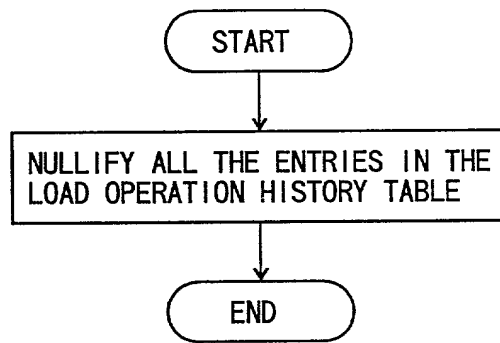 START
NULLIFY ALL THE ENTRIES IN THE
LOAD OPERATION HISTORY TABLE
END